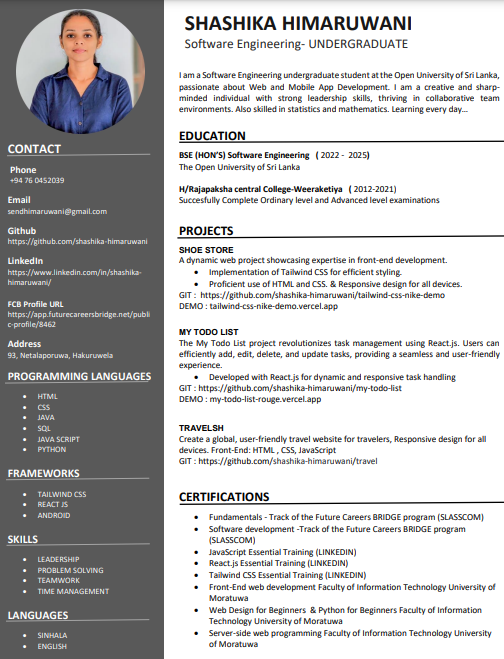 SHASHIKA HIMARUWANI
Software Engineering- UNDERGRADUATE
I am a Software Engineering undergraduate student at the Open University of Sri Lanka,
passionate about Web and Mobile App Development. I am a creative and sharp-
minded individual with strong leadership skills, thriving in collaborative team
environments. Also skilled in statistics and mathematics. Learning every day...
CONTACT
Phone
+94 76 0452039
Email
sendhimaruwani@gmail.com
Github
https://github.com/shashika-himaruwani
LinkedIn
https://www.linkedin.com/in/shashika-
himaruwani/
FCB Profile URL
https://app.futurecareersbridge.net/publi
c-profile/8462
Address
93, Netalaporuwa, Hakuruwela
PROGRAMMING LANGUAGES
• HTML
• CSS
• JAVA
• SQL
• JAVA SCRIPT
• PYTHON
FRAMEWORKS
• TAILWIND CSS
• REACT JS
• ANDROID
SKILLS
• LEADERSHIP
• PROBLEM SOLVING
• TEAMWORK
• TIME MANAGEMENT
LANGUAGES
• SINHALA
• ENGLISH
EDUCATION
BSE (HON'S) Software Engineering ( 2022 - 2025)
The Open University of Sri Lanka
H/Rajapaksha central College-Weeraketiya ( 2012-2021)
Succesfully Complete Ordinary level and Advanced level examinations
PROJECTS
SHOE STORE
A dynamic web project showcasing expertise in front-end development.
• Implementation of Tailwind CSS for efficient styling.
• Proficient use of HTML and CSS. & Responsive design for all devices.
GIT : https://github.com/shashika-himaruwani/tailwind-css-nike-demo
DEMO : tailwind-css-nike-demo.vercel.app
MY TODO LIST
The My Todo List project revolutionizes task management using React.js. Users can
efficiently add, edit, delete, and update tasks, providing a seamless and user-friendly
experience.
• Developed with React.js for dynamic and responsive task handling
GIT : https://github.com/shashika-himaruwani/my-todo-list
DEMO : my-todo-list-rouge.vercel.app
TRAVELSH
Create a global, user-friendly travel website for travelers, Responsive design for all
devices. Front-End: HTML , CSS, JavaScript
GIT : https://github.com/shashika-himaruwani/travel
CERTIFICATIONS
• Fundamentals - Track of the Future Careers BRIDGE program (SLASSCOM)
• Software development -Track of the Future Careers BRIDGE program
(SLASSCOM)
• JavaScript Essential Training (LINKEDIN)
• React.js Essential Training (LINKEDIN)
• Tailwind CSS Essential Training (LINKEDIN)
• Front-End web development Faculty of Information Technology University of
Moratuwa
• Web Design for Beginners & Python for Beginners Faculty of Information
Technology University of Moratuwa
• Server-side web programming Faculty of Information Technology University of
Moratuwa